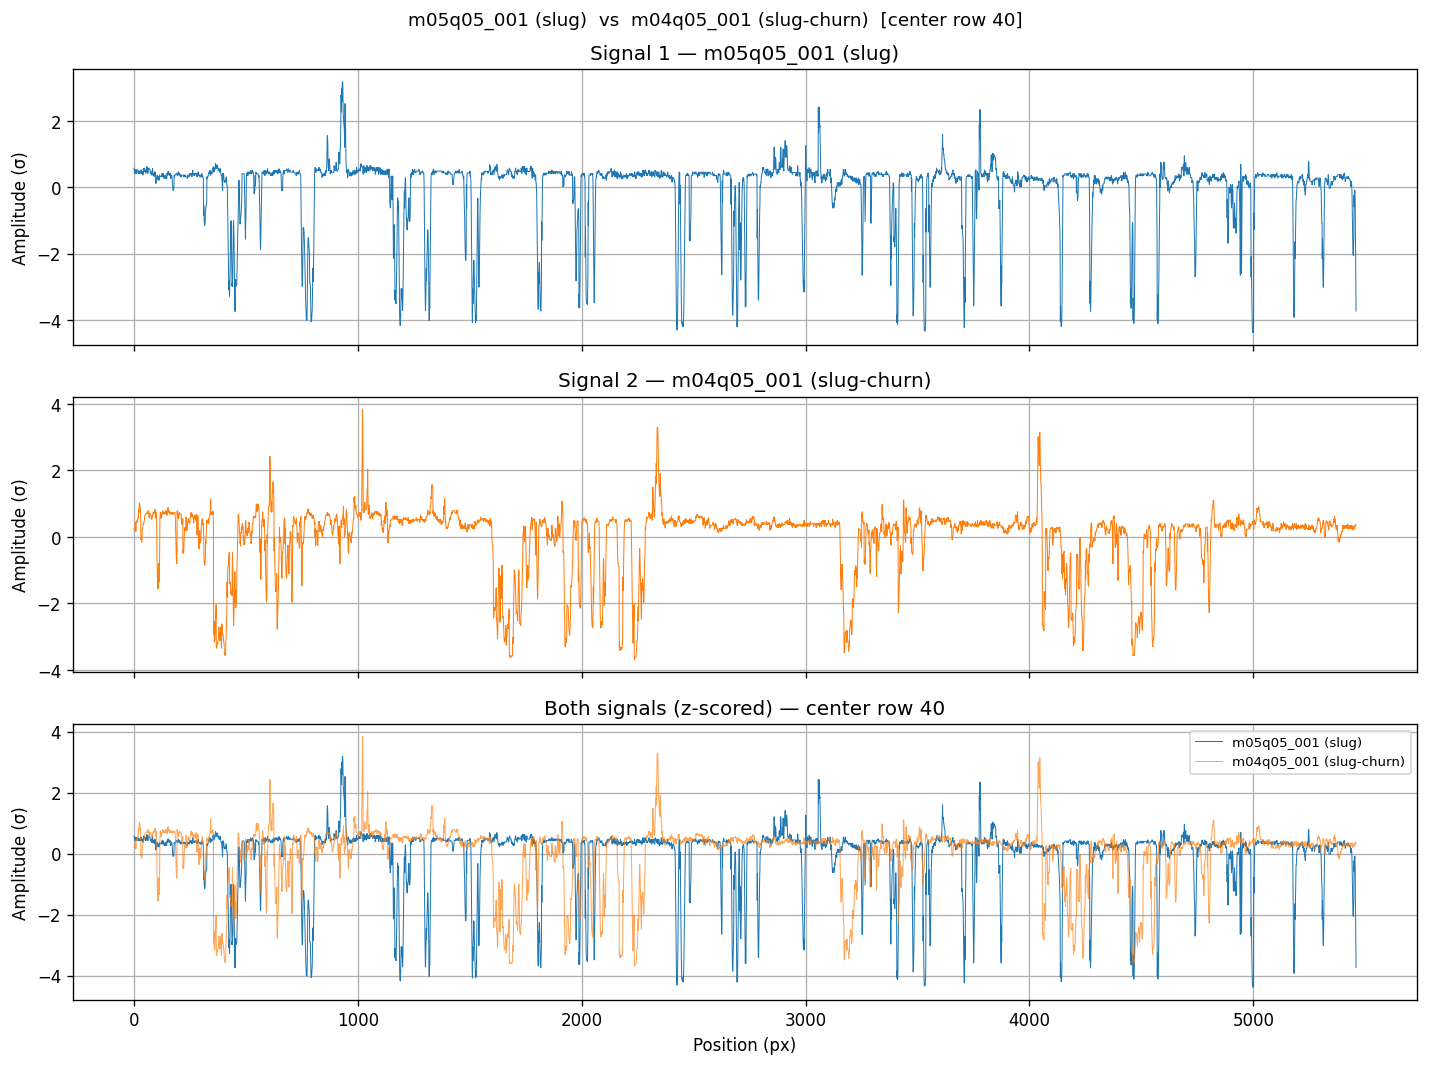 m05q05_001 (slug)  vs  m04q05_001 (slug-churn)  [center row 40]
Signal 1 — m05q05_001 (slug)
Amplitude (σ)
2
0
−2
−4
Signal 2 — m04q05_001 (slug-churn)
Amplitude (σ)
4
2
0
−2
−4
Both signals (z-scored) — center row 40
Amplitude (σ)
4
2
0
−2
−4
m05q05_001 (slug)
m04q05_001 (slug-churn)
0 1000 2000 3000 4000 5000
Position (px)